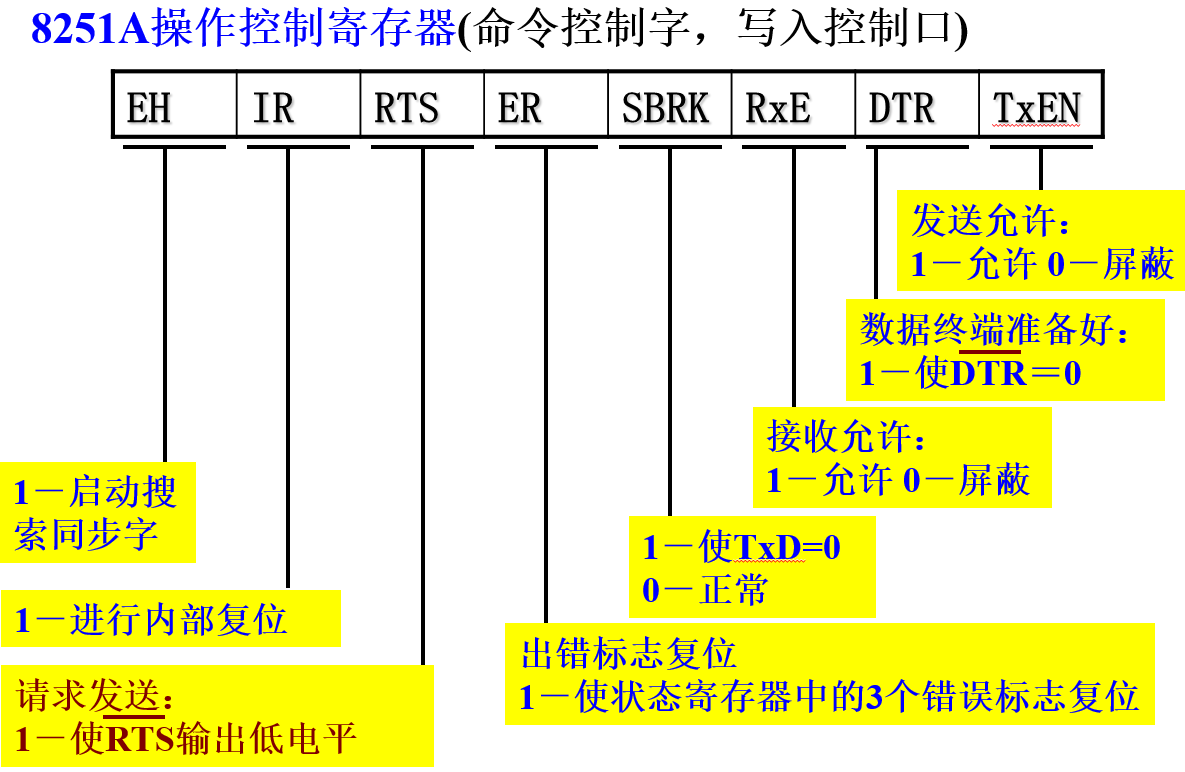 8251A操作控制寄存器(命令控制字，写入控制口)
EH IR RTS ER SBRK RxE DTR TxEN
发送允许：
1－允许 0－屏蔽
数据终端准备好：
1－使DTR＝0
接收允许：
1－允许 0－屏蔽
1－启动搜
索同步字
1－使TxD=0
0－正常
1－进行内部复位
出错标志复位
1－使状态寄存器中的3个错误标志复位
请求发送：
1－使RTS输出低电平